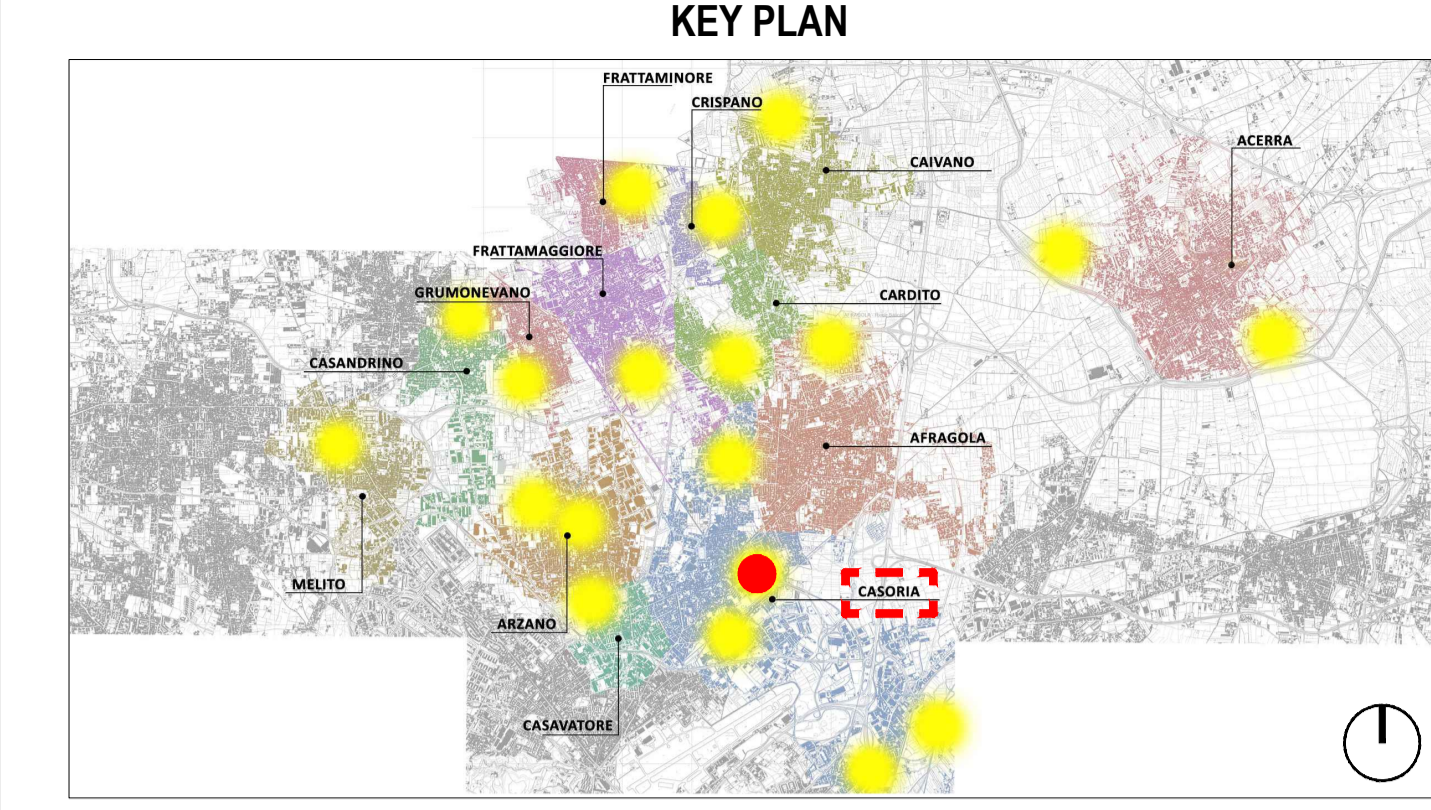 KEY PLAN
FRATTAMINORE
CRISPANO
ACERRA
CAIVANO
FRATTAMAGGIORE
GRUMONEVANO
CARDITO
CASANDRINO
AFRAGOLA
MELITO
CASORIA
ARZANO
CASAVATORE